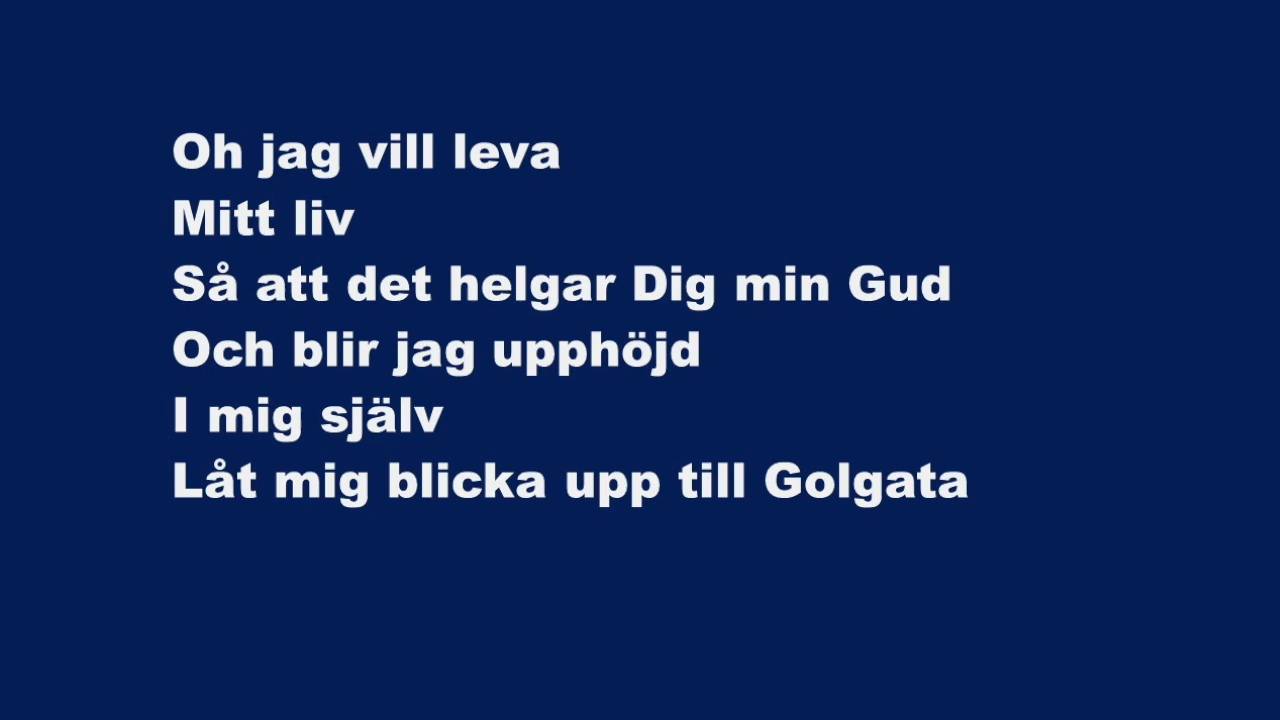 Oh jag vill leva
Mitt liv
Så att det helgar Dig min Gud
Och blir jag upphöjd
I mig själv
Låt mig blicka upp till Golgata